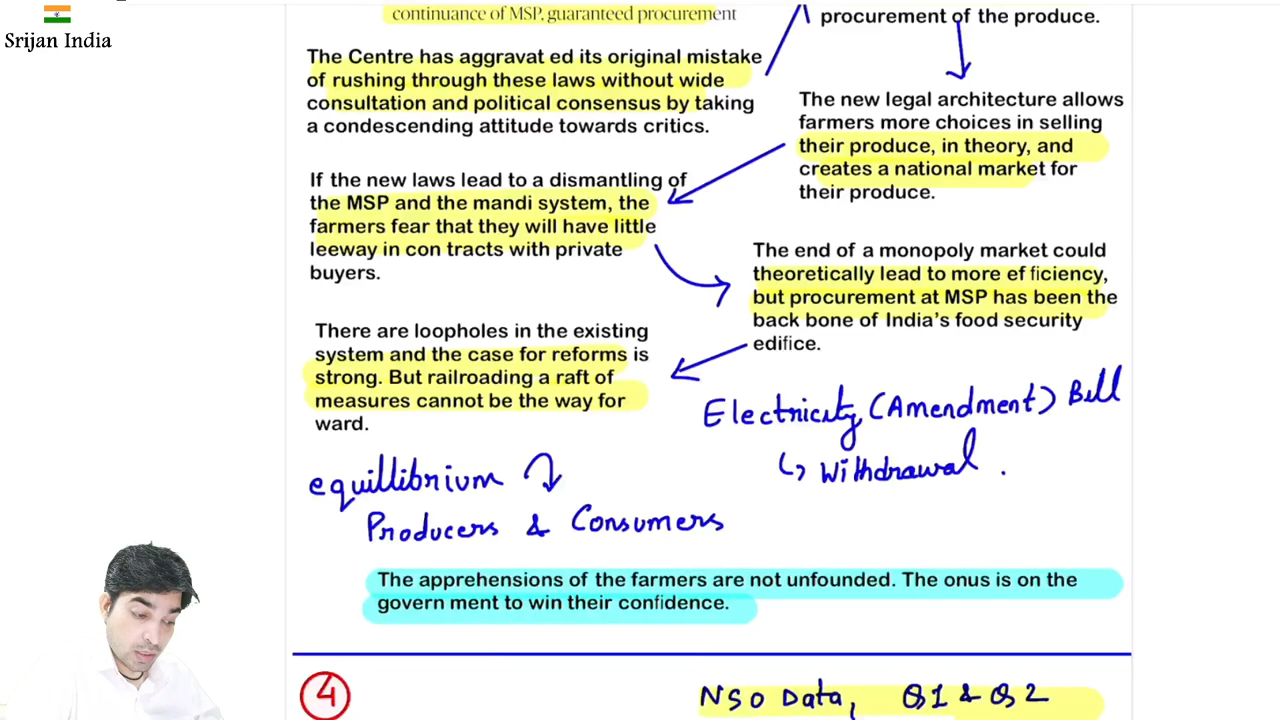 Srijan India
continuance of MSP, guaranteed procurement
procurement of the produce.
The Centre has aggravat ed its original mistake
of rushing through these laws without wide
consultation and political consensus by taking
a condescending attitude towards critics.
The new legal architecture allows
farmers more choices in selling
their produce, in theory, and
creates a national market for
their produce.
If the new laws lead to a dismantling of
the MSP and the mandi system, the
farmers fear that they will have little
leeway in con tracts with private
buyers.
The end of a monopoly market could
theoretically lead to more ef ficiency,
but procurement at MSP has been the
back bone of India's food security
edifice.
There are loopholes in the existing
system and the case for reforms is
strong. But railroading a raft of
measures cannot be the way for
ward.
Electricity (Amendment) Bill
↳ Withdrawal .
equillibrium
Producers & Consumers
The apprehensions of the farmers are not unfounded. The onus is on the
govern ment to win their confidence.
4
NSO Data, Q1 & Q2